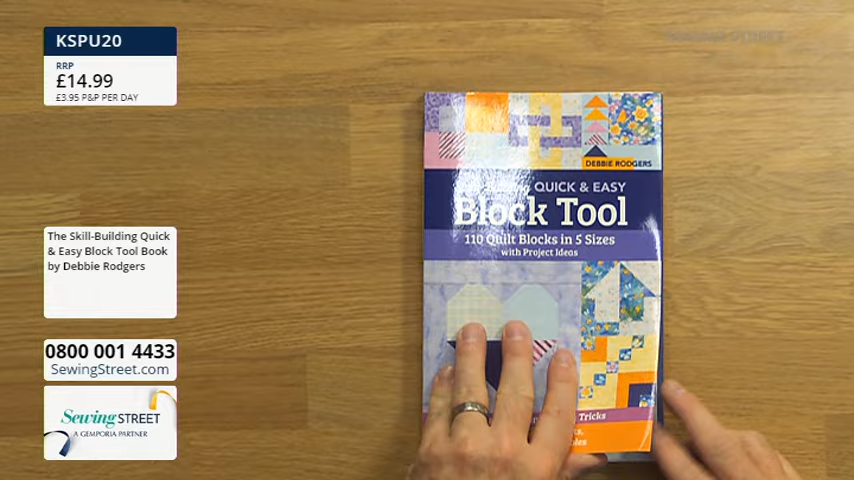 KSPU20
RRP
£14.99
£3.95 P&P PER DAY
The Skill-Building Quick
& Easy Block Tool Book
by Debbie Rodgers
0800 001 4433
SewingStreet.com
Sewing STREET
A GEMPORIA PARTNER
SEWING STREET
DEBBIE RODGERS
QUICK & EASY
Block Tool
110 Quilt Blocks in 5 Sizes
with Project Ideas
Tricks